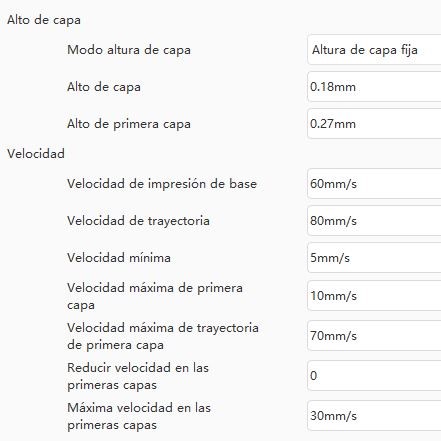 Alto de capa
Modo altura de capa Altura de capa fija
Alto de capa 0.18mm
Alto de primera capa 0.27mm
Velocidad
Velocidad de impresión de base 60mm/s
Velocidad de trayectoria 80mm/s
Velocidad mínima 5mm/s
Velocidad máxima de primera
capa 10mm/s
Velocidad máxima de trayectoria
de primera capa 70mm/s
Reducir velocidad en las
primeras capas 0
Máxima velocidad en las
primeras capas 30mm/s